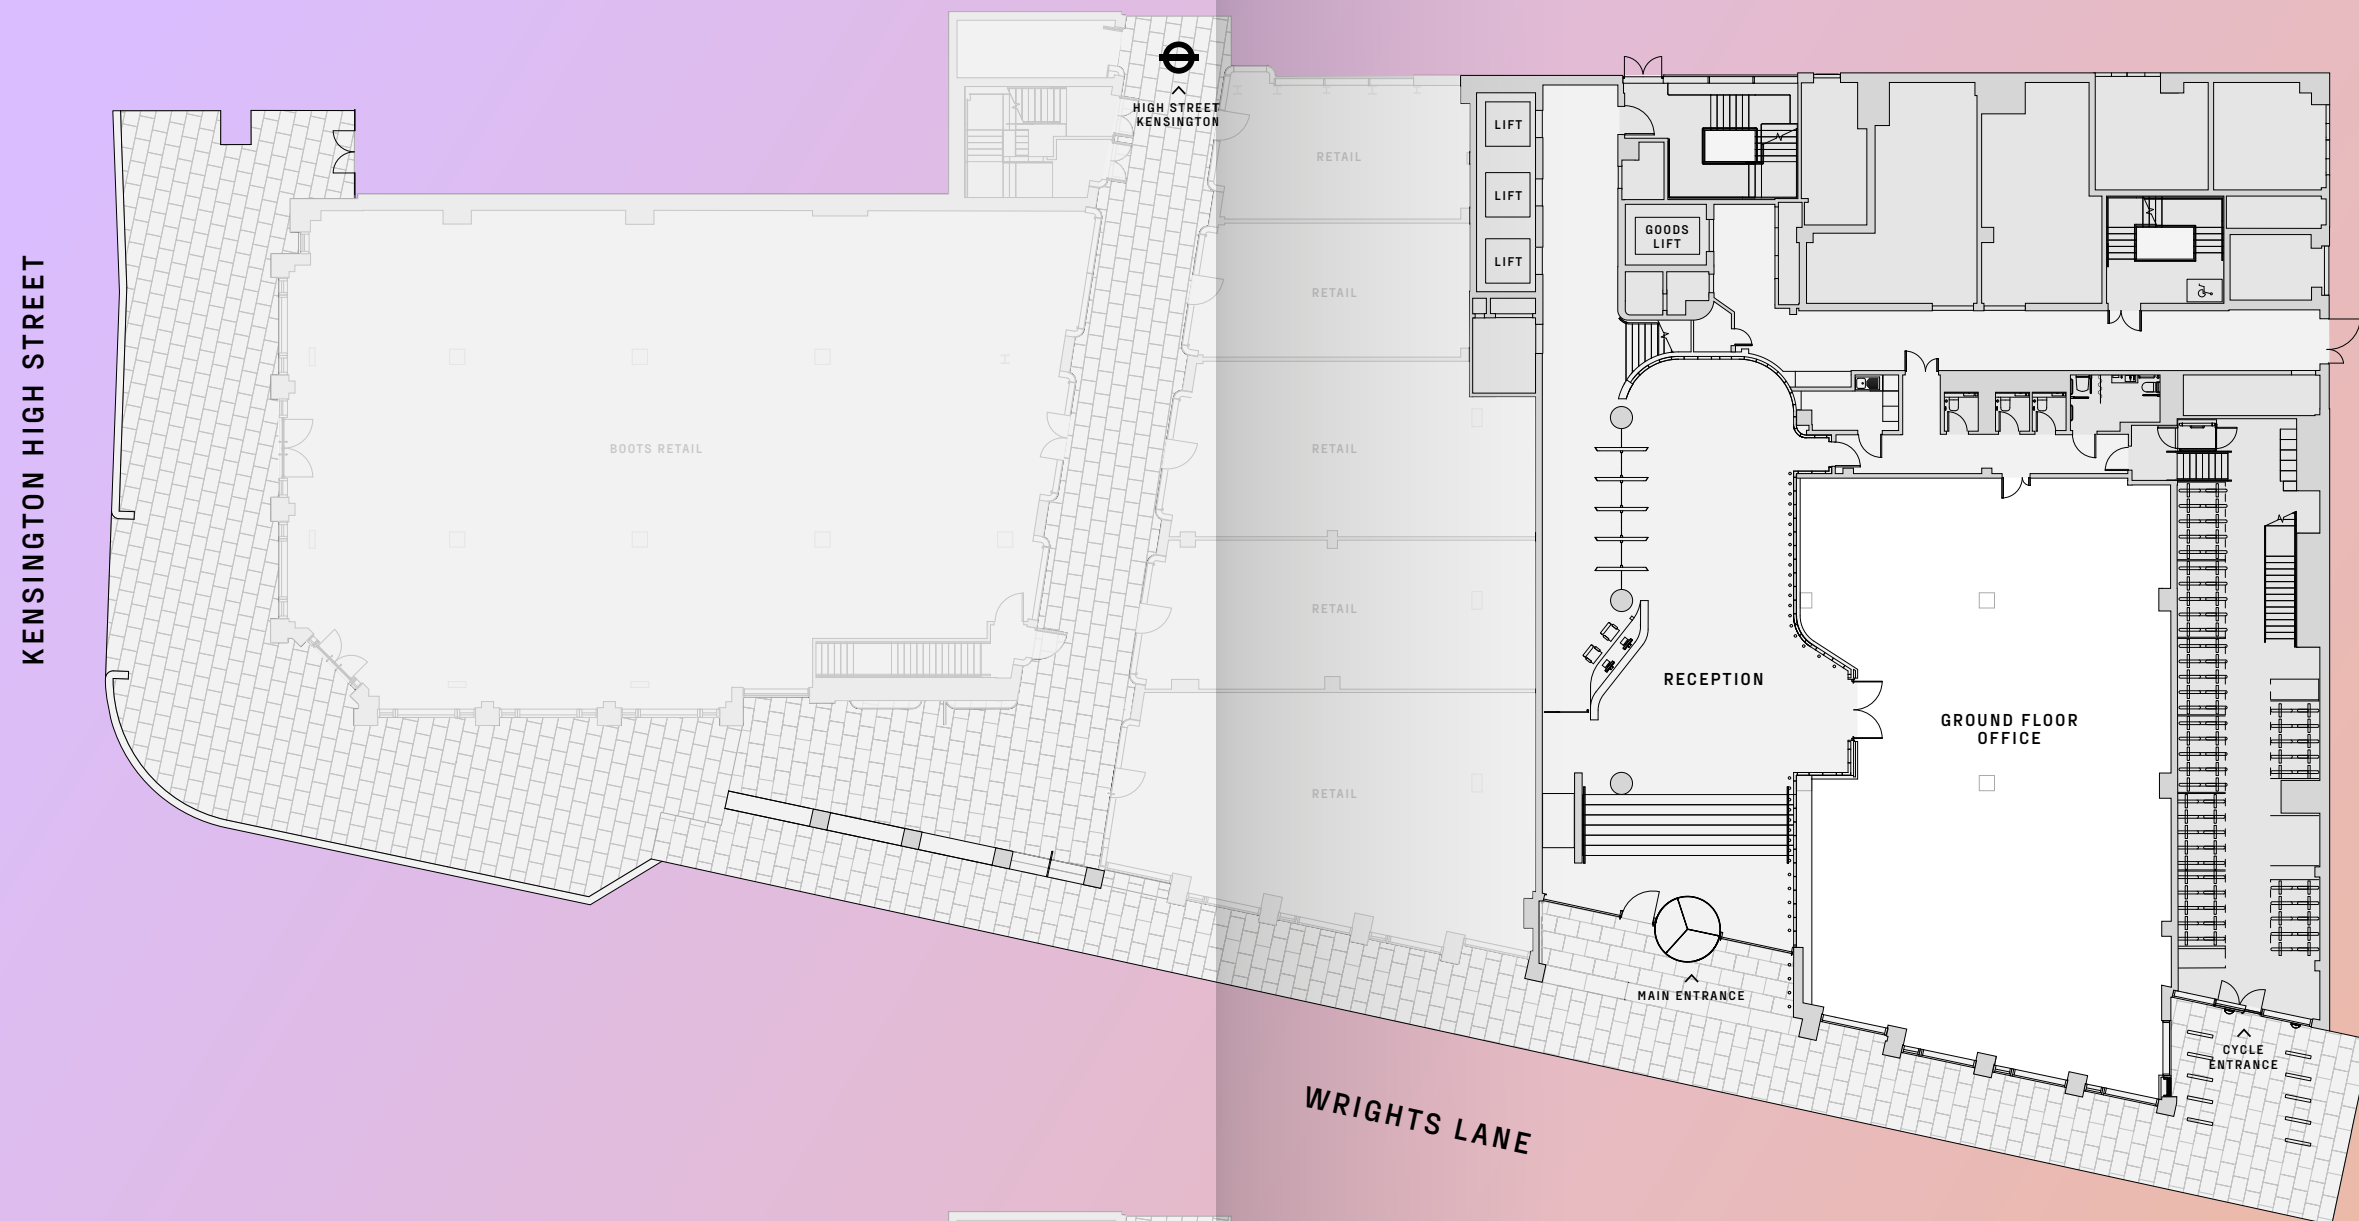 HIGH STREET
KENSINGTON
KENSINGTON HIGH STREET
BOOTS RETAIL
RETAIL
RETAIL
RETAIL
RETAIL
RETAIL
LIFT
LIFT
LIFT
GOODS
LIFT
RECEPTION
GROUND FLOOR
OFFICE
MAIN ENTRANCE
CYCLE
ENTRANCE
WRIGHTS LANE